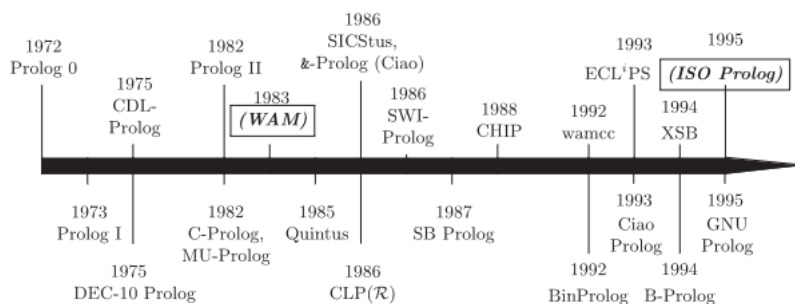 1972
Prolog 0
1975
CDL-
Prolog
1982
Prolog II
1983
(WAM)
1986
SICStus,
&-Prolog (Ciao)
1986
SWI-
Prolog
1988
CHIP
1992
wamcc
1993
ECLⁱPS
1994
XSB
1995
(ISO Prolog)
1973
Prolog I
1975
DEC-10 Prolog
1982
C-Prolog,
MU-Prolog
1985
Quintus
1986
CLP(ℛ)
1987
SB Prolog
1992
BinProlog
1993
Ciao
Prolog
1994
B-Prolog
1995
GNU
Prolog